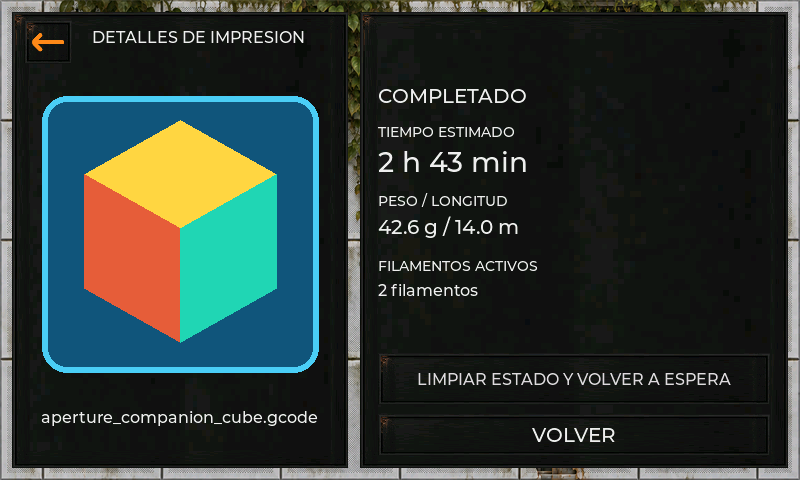 DETALLES DE IMPRESION
aperture_companion_cube.gcode
COMPLETADO
TIEMPO ESTIMADO
2 h 43 min
PESO / LONGITUD
42.6 g / 14.0 m
FILAMENTOS ACTIVOS
2 filamentos
LIMPIAR ESTADO Y VOLVER A ESPERA
VOLVER